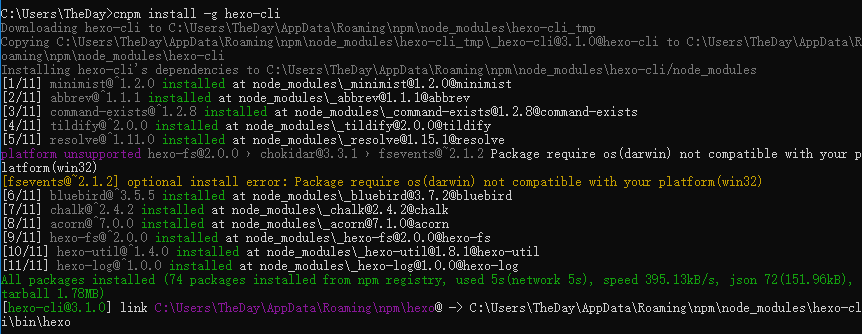 C:\Users\TheDay>cnpm install -g hexo-cli
Downloading hexo-cli to C:\Users\TheDay\AppData\Roaming\npm\node_modules\hexo-cli_tmp
Copying C:\Users\TheDay\AppData\Roaming\npm\node_modules\hexo-cli_tmp\_hexo-cli@3.1.0@hexo-cli to C:\Users\TheDay\AppData\R
oaming\npm\node_modules\hexo-cli
Installing hexo-cli's dependencies to C:\Users\TheDay\AppData\Roaming\npm\node_modules\hexo-cli/node_modules
[1/11] minimist@^1.2.0 installed at node_modules\_minimist@1.2.0@minimist
[2/11] abbrev@^1.1.1 installed at node_modules\_abbrev@1.1.1@abbrev
[3/11] command-exists@^1.2.8 installed at node_modules\_command-exists@1.2.8@command-exists
[4/11] tildify@^2.0.0 installed at node_modules\_tildify@2.0.0@tildify
[5/11] resolve@^1.11.0 installed at node_modules\_resolve@1.15.1@resolve
platform unsupported hexo-fs@2.0.0 › chokidar@3.3.1 › fsevents@~2.1.2 Package require os(darwin) not compatible with your p
latform(win32)
[fsevents@~2.1.2] optional install error: Package require os(darwin) not compatible with your platform(win32)
[6/11] bluebird@^3.5.5 installed at node_modules\_bluebird@3.7.2@bluebird
[7/11] chalk@^2.4.2 installed at node_modules\_chalk@2.4.2@chalk
[8/11] acorn@^7.0.0 installed at node_modules\_acorn@7.1.0@acorn
[9/11] hexo-fs@^2.0.0 installed at node_modules\_hexo-fs@2.0.0@hexo-fs
[10/11] hexo-util@^1.4.0 installed at node_modules\_hexo-util@1.8.1@hexo-util
[11/11] hexo-log@^1.0.0 installed at node_modules\_hexo-log@1.0.0@hexo-log
All packages installed (74 packages installed from npm registry, used 5s(network 5s), speed 395.13kB/s, json 72(151.96kB),
tarball 1.78MB)
[hexo-cli@3.1.0] link C:\Users\TheDay\AppData\Roaming\npm\hexo@ -> C:\Users\TheDay\AppData\Roaming\npm\node_modules\hexo-cl
i\bin\hexo